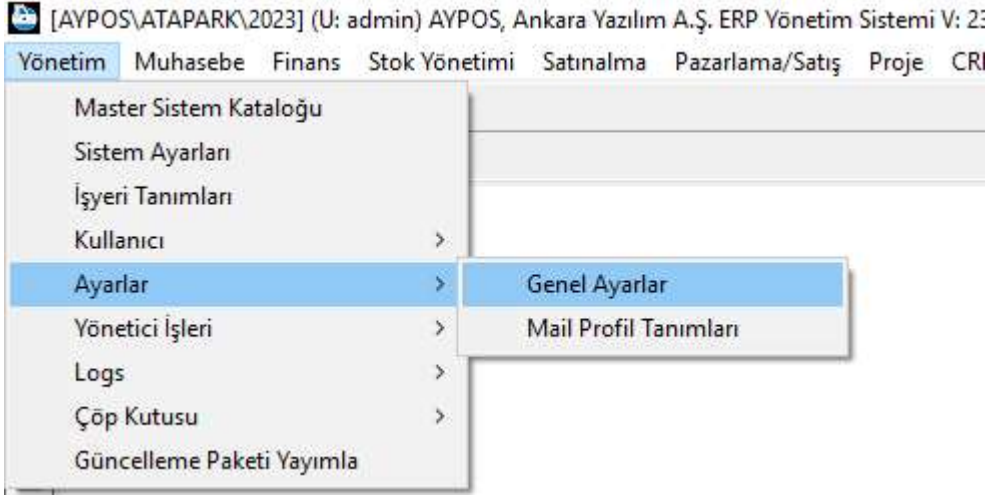 [AYPOS\ATAPARK\2023] (U: admin) AYPOS, Ankara Yazılım A.Ş. ERP Yönetim Sistemi V: 23
Yönetim Muhasebe Finans Stok Yönetimi Satınalma Pazarlama/Satış Proje
Master Sistem Kataloğu
Sistem Ayarları
İşyeri Tanımları
Kullanıcı >
Ayarlar > Genel Ayarlar
Yönetici İşleri > Mail Profil Tanımları
Logs >
Çöp Kutusu >
Güncelleme Paketi Yayımla